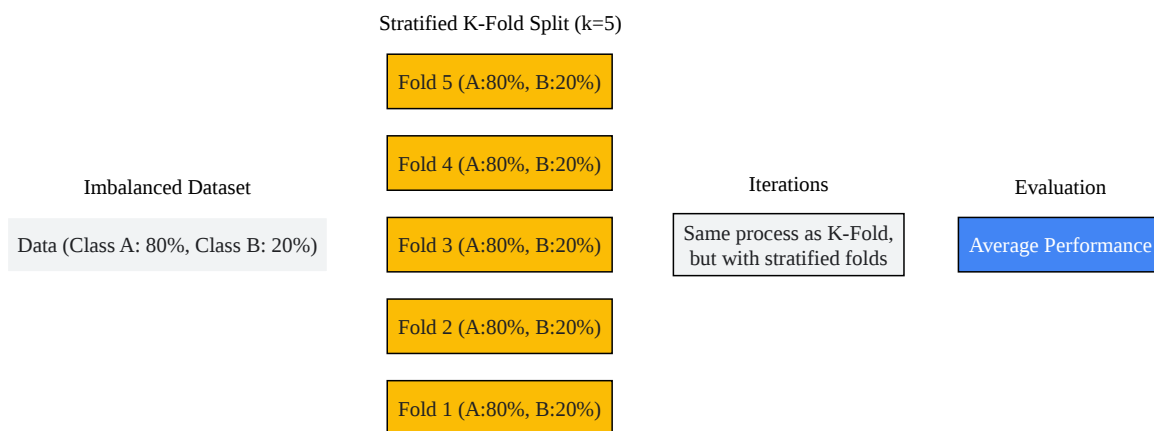 Stratified K-Fold Split (k=5)
Fold 5 (A:80%, B:20%)
Fold 4 (A:80%, B:20%)
Imbalanced Dataset
Iterations
Evaluation
Data (Class A: 80%, Class B: 20%)
Fold 3 (A:80%, B:20%)
Same process as K-Fold,
but with stratified folds
Average Performance
Fold 2 (A:80%, B:20%)
Fold 1 (A:80%, B:20%)